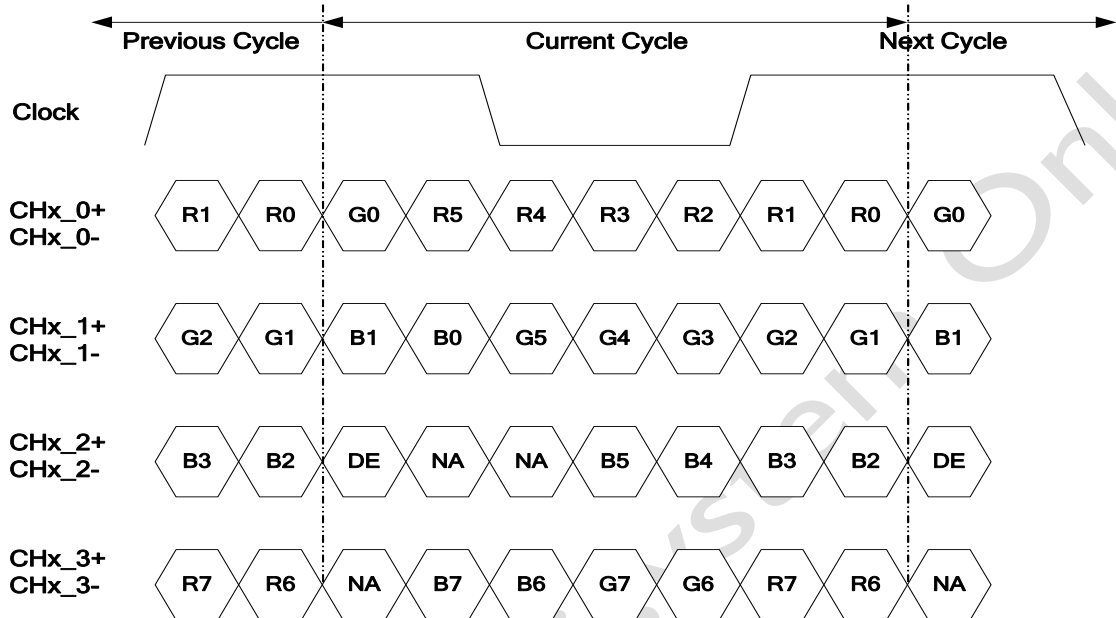 Previous Cycle Current Cycle Next Cycle
Clock
CHx_0+
CHx_0-
R1 R0 G0 R5 R4 R3 R2 R1 R0 G0
CHx_1+
CHx_1-
G2 G1 B1 B0 G5 G4 G3 G2 G1 B1
CHx_2+
CHx_2-
B3 B2 DE NA NA B5 B4 B3 B2 DE
CHx_3+
CHx_3-
R7 R6 NA B7 B6 G7 G6 R7 R6 NA